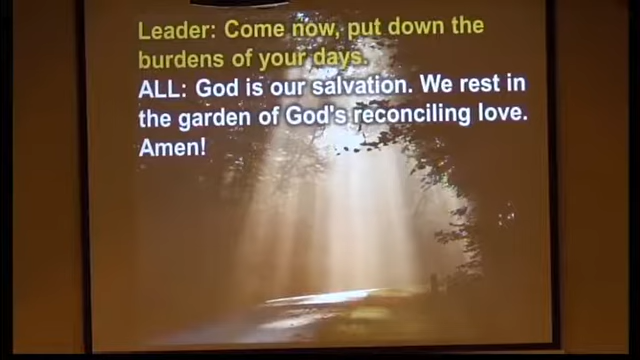 Leader: Come now, put down the
burdens of your days.
ALL: God is our salvation. We rest in
the garden of God's reconciling love.
Amen!